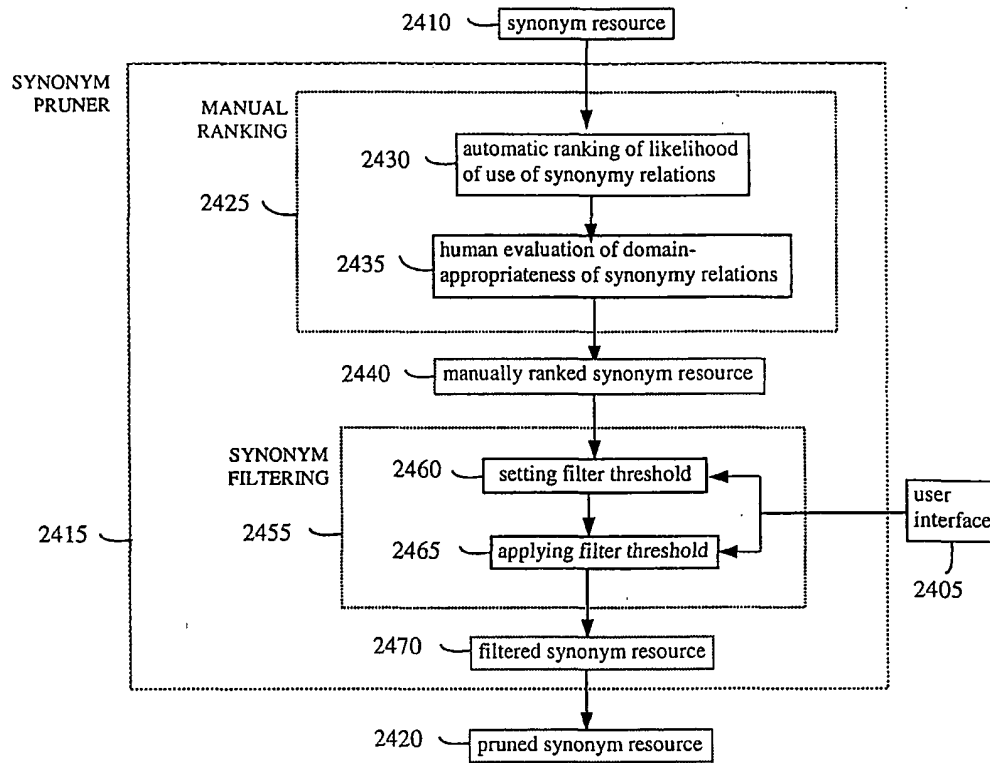 2410
synonym resource
SYNONYM
PRUNER
MANUAL
RANKING
2430
automatic ranking of likelihood
of use of synonymy relations
2425
2435
human evaluation of domain-
appropriateness of synonymy relations
2440
manually ranked synonym resource
SYNONYM
FILTERING
2460
setting filter threshold
user
interface
2415
2455
2465
applying filter threshold
2405
2470
filtered synonym resource
2420
pruned synonym resource